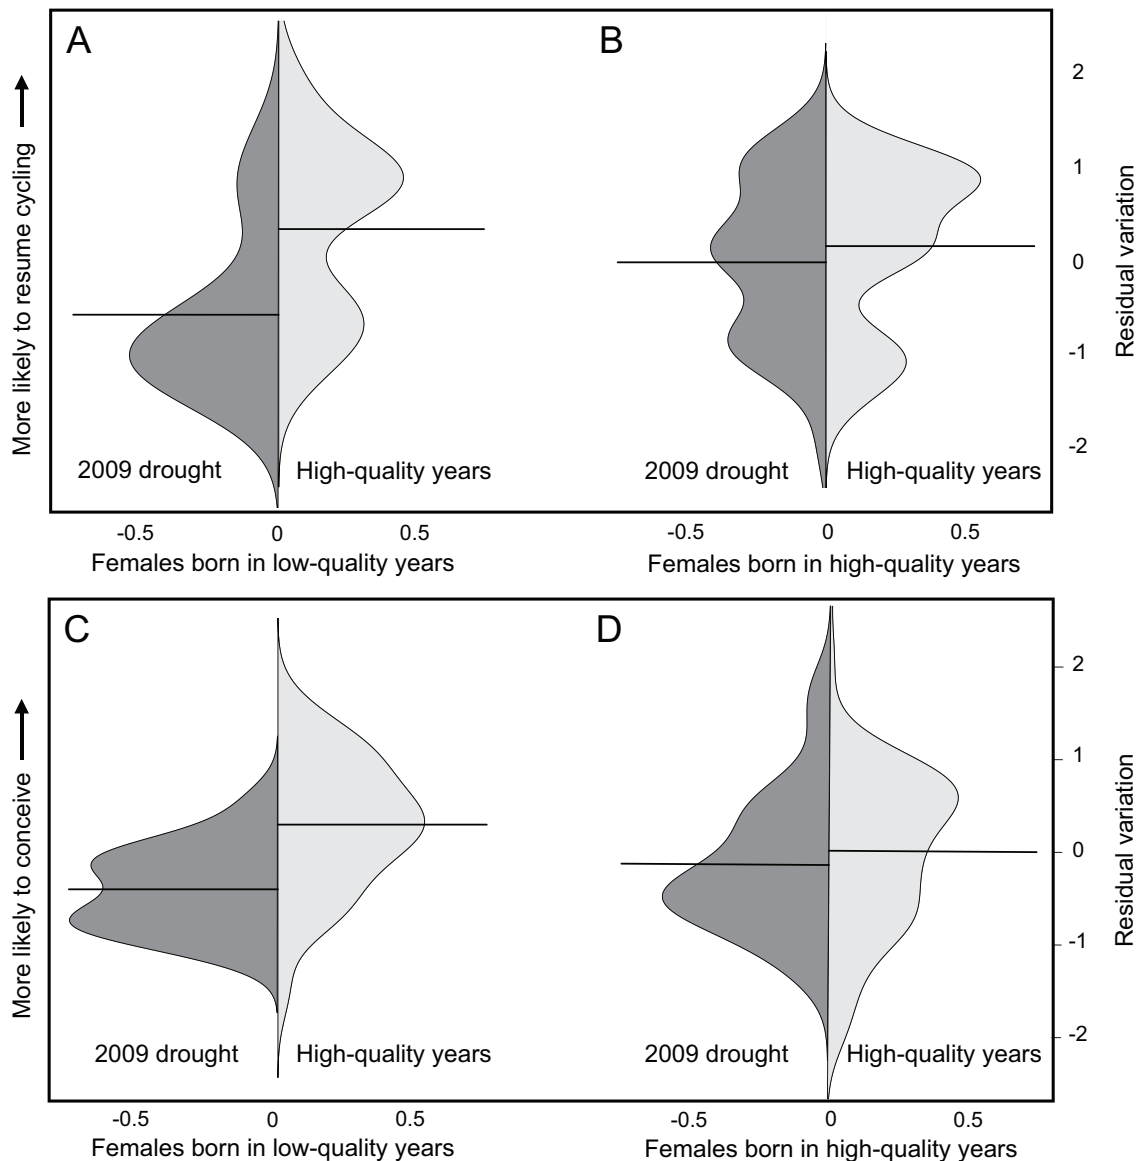 A
B
More likely to resume cycling
2
1
0
-1
-2
Residual variation
2009 drought
High-quality years
2009 drought
High-quality years
-0.5 0 0.5
-0.5 0 0.5
Females born in low-quality years
Females born in high-quality years
C
D
More likely to conceive
2
1
0
-1
-2
Residual variation
2009 drought
High-quality years
2009 drought
High-quality years
-0.5 0 0.5
-0.5 0 0.5
Females born in low-quality years
Females born in high-quality years